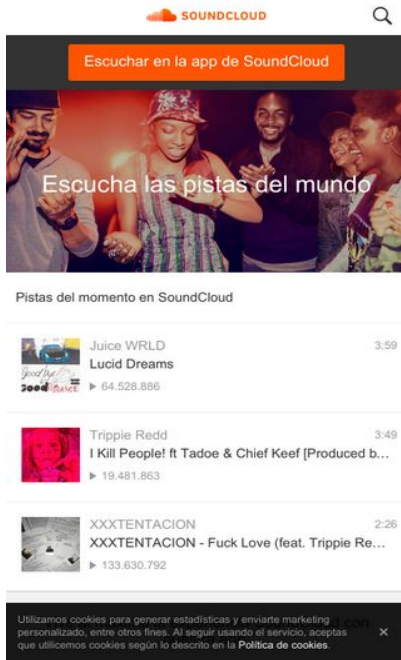 SOUNDCLOUD
Escuchar en la app de SoundCloud
Escucha las pistas del mundo
Pistas del momento en SoundCloud
Juice WRLD 3:59
Lucid Dreams
64.528.886
Trippie Redd 3:49
I Kill People! ft Tadoe & Chief Keef [Produced b...
19.481.863
XXXTENTACION 2:26
XXXTENTACION - Fuck Love (feat. Trippie Re...
133.630.792
Utilizamos cookies para generar estadísticas y enviarte marketing
personalizado, entre otros fines. Al seguir usando el servicio, aceptas
que utilicemos cookies según lo descrito en la Política de cookies.